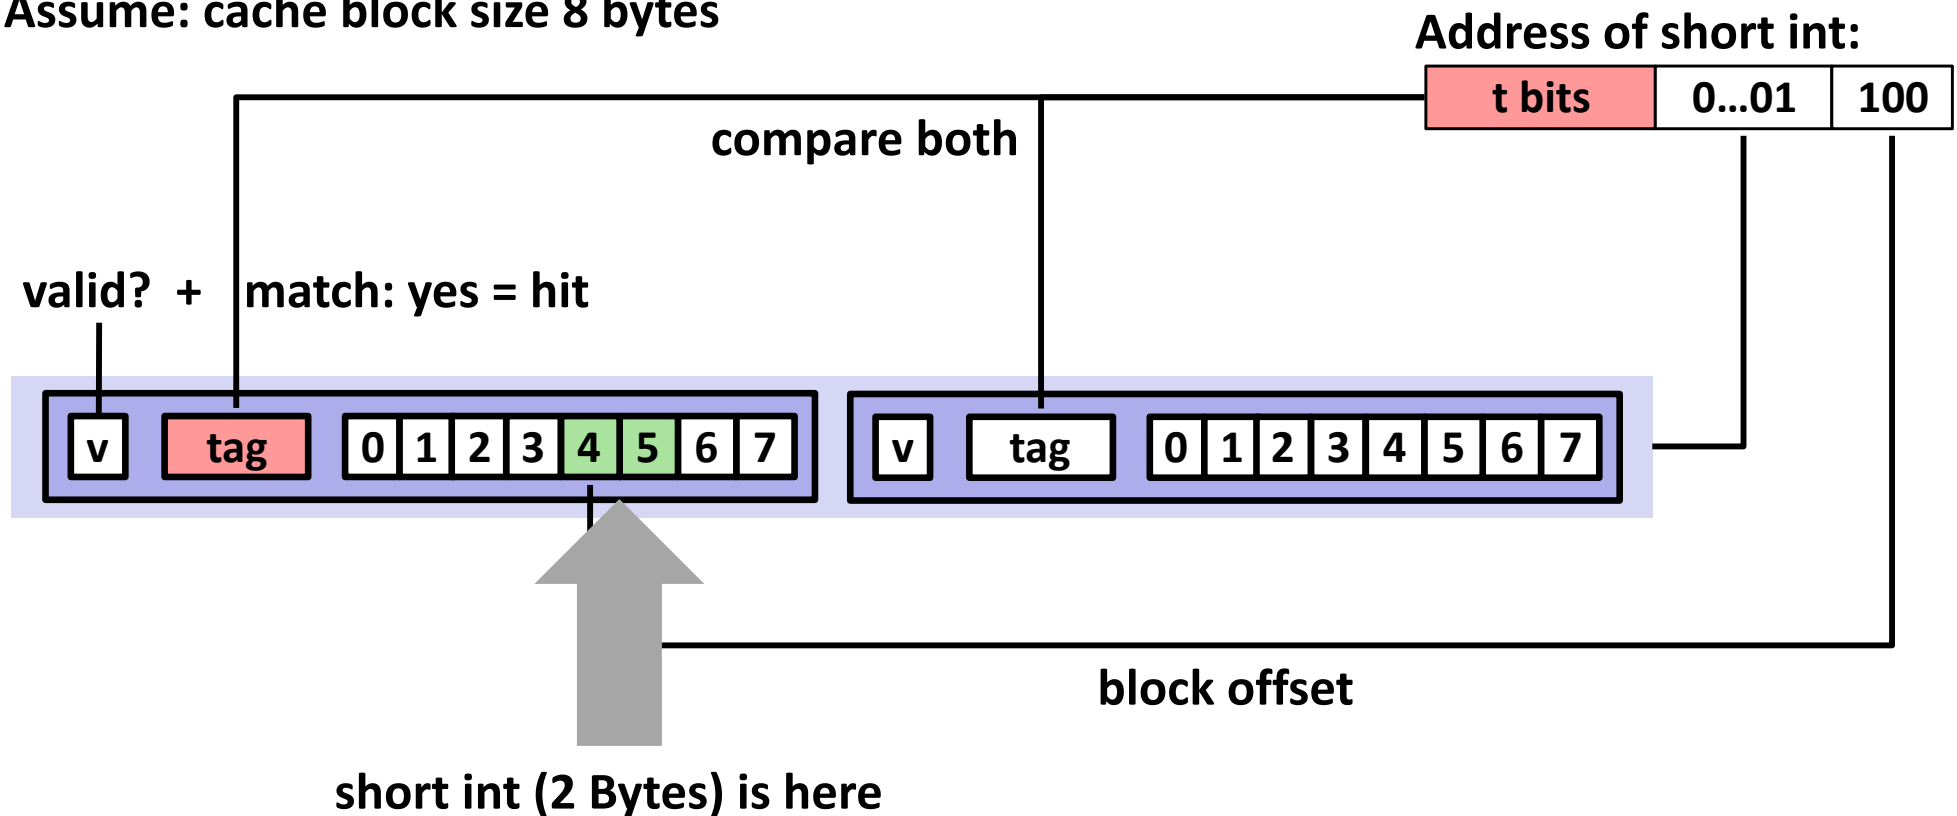 Assume: cache block size 8 bytes
Address of short int:
t bits 0...01 100
compare both
valid? + match: yes = hit
v tag 0 1 2 3 4 5 6 7 v tag 0 1 2 3 4 5 6 7
block offset
short int (2 Bytes) is here